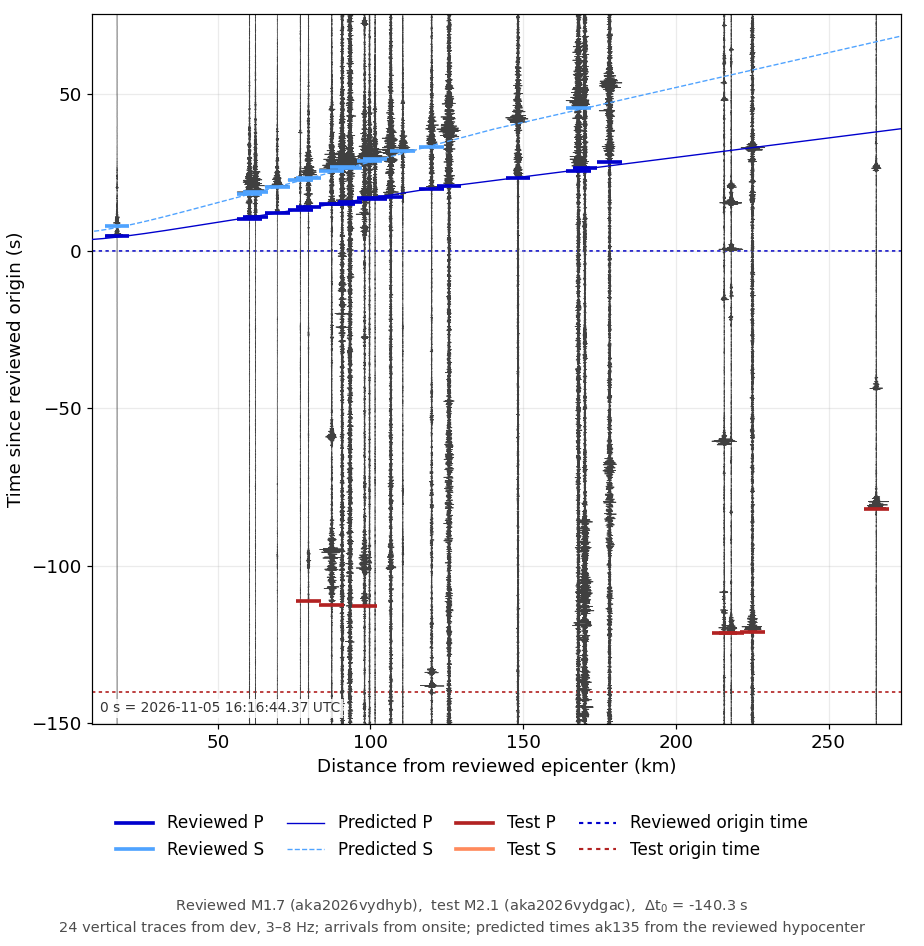 50
0
−50
−100
−150
Time since reviewed origin (s)
0 s = 2026-11-05 16:16:44.37 UTC
50 100 150 200 250
Distance from reviewed epicenter (km)
Reviewed P Predicted P Test P Reviewed origin time
Reviewed S Predicted S Test S Test origin time
Reviewed M1.7 (aka2026vydhyb), test M2.1 (aka2026vydgac), Δt₀ = -140.3 s
24 vertical traces from dev, 3–8 Hz; arrivals from onsite; predicted times ak135 from the reviewed hypocenter